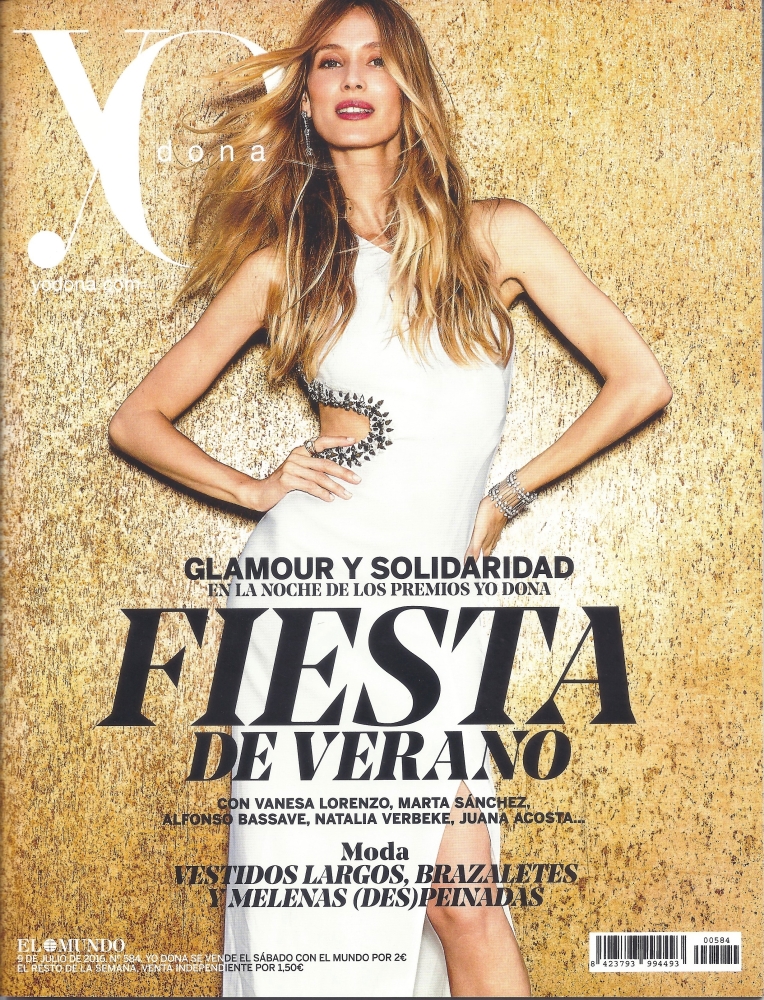 YO
dona
yodona.com
GLAMOUR Y SOLIDARIDAD
EN LA NOCHE DE LOS PREMIOS YO DONA
FIESTA
DE VERANO
CON VANESA LORENZO, MARTA SÁNCHEZ,
ALFONSO BASSAVE, NATALIA VERBEKE, JUANA ACOSTA...
Moda
VESTIDOS LARGOS, BRAZALETES
Y MELENAS (DES)PEINADAS
EL MUNDO
9 DE JULIO DE 2016. Nº 584. YO DONA SE VENDE EL SÁBADO CON EL MUNDO POR 2€
EL RESTO DE LA SEMANA, VENTA INDEPENDIENTE POR 1,50€
00584
8 423793 994493